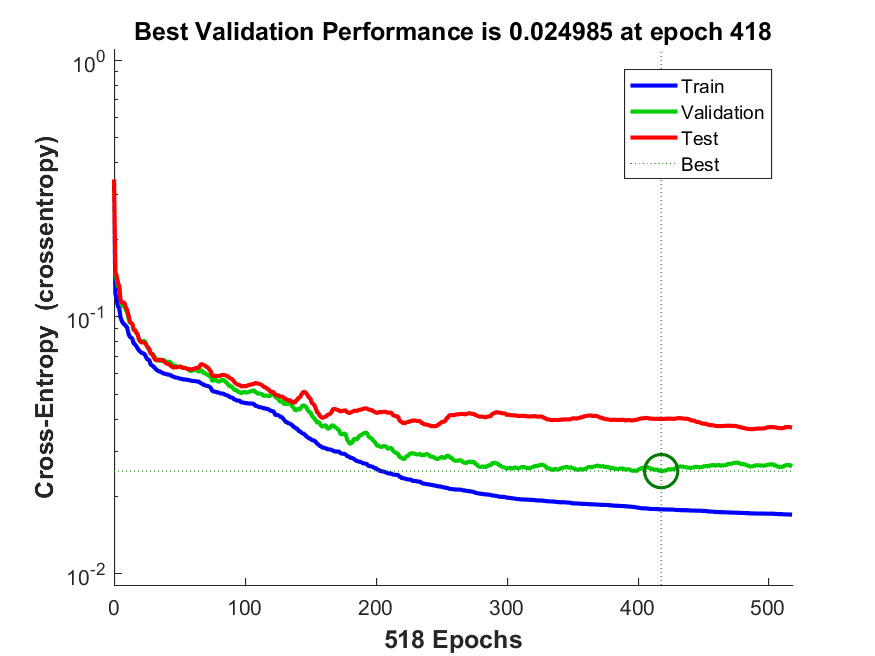 Best Validation Performance is 0.024985 at epoch 418
Cross-Entropy (crossentropy)
10^0
10^-1
10^-2
Train
Validation
Test
Best
0 100 200 300 400 500
518 Epochs